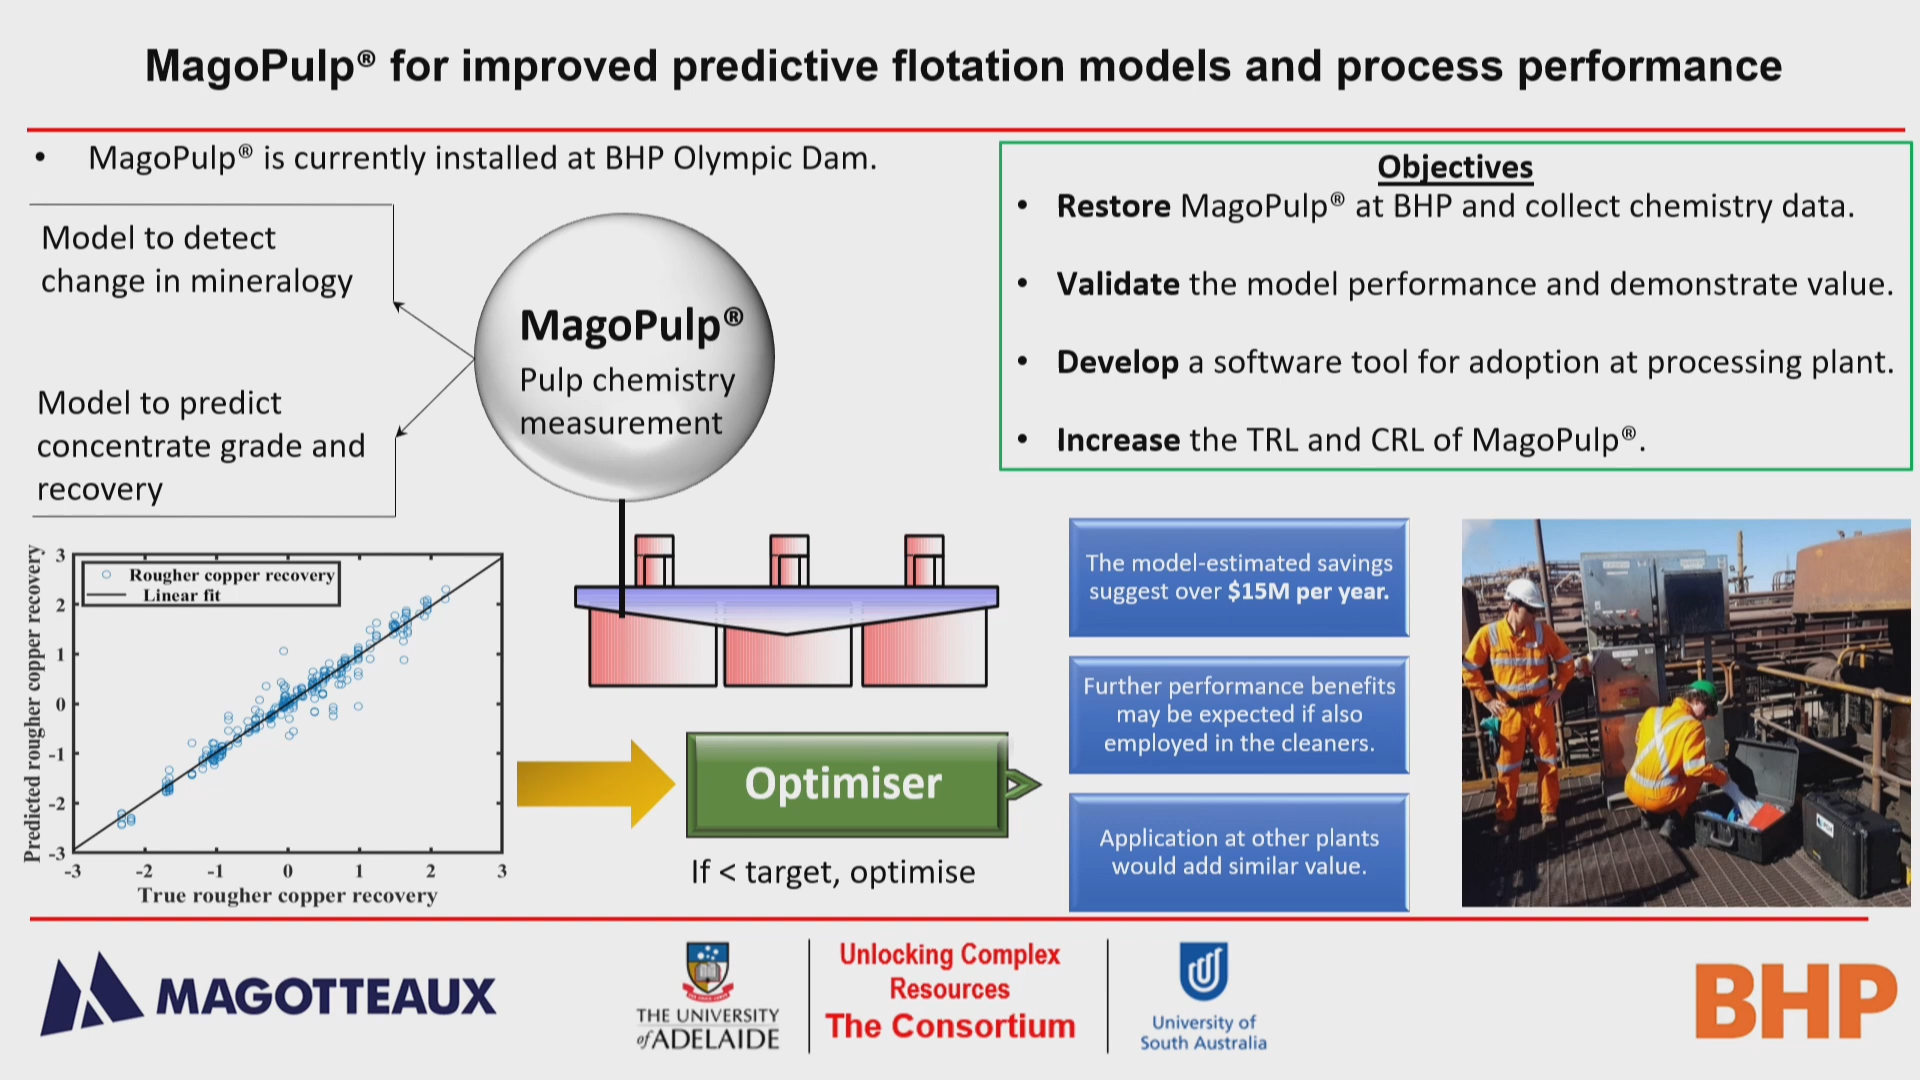 MagoPulp® for improved predictive flotation models and process performance
• MagoPulp® is currently installed at BHP Olympic Dam.
Model to detect
change in mineralogy
Model to predict
concentrate grade and
recovery
MagoPulp®
Pulp chemistry
measurement
Objectives
• Restore MagoPulp® at BHP and collect chemistry data.
• Validate the model performance and demonstrate value.
• Develop a software tool for adoption at processing plant.
• Increase the TRL and CRL of MagoPulp®.
Predicted rougher copper recovery
3
2
1
0
-1
-2
-3
Rougher copper recovery
Linear fit
-3 -2 -1 0 1 2 3
True rougher copper recovery
Optimiser
If < target, optimise
The model-estimated savings
suggest over $15M per year.
Further performance benefits
may be expected if also
employed in the cleaners.
Application at other plants
would add similar value.
MAGOTTEAUX
THE UNIVERSITY
of ADELAIDE
Unlocking Complex
Resources
The Consortium
University of
South Australia
BHP